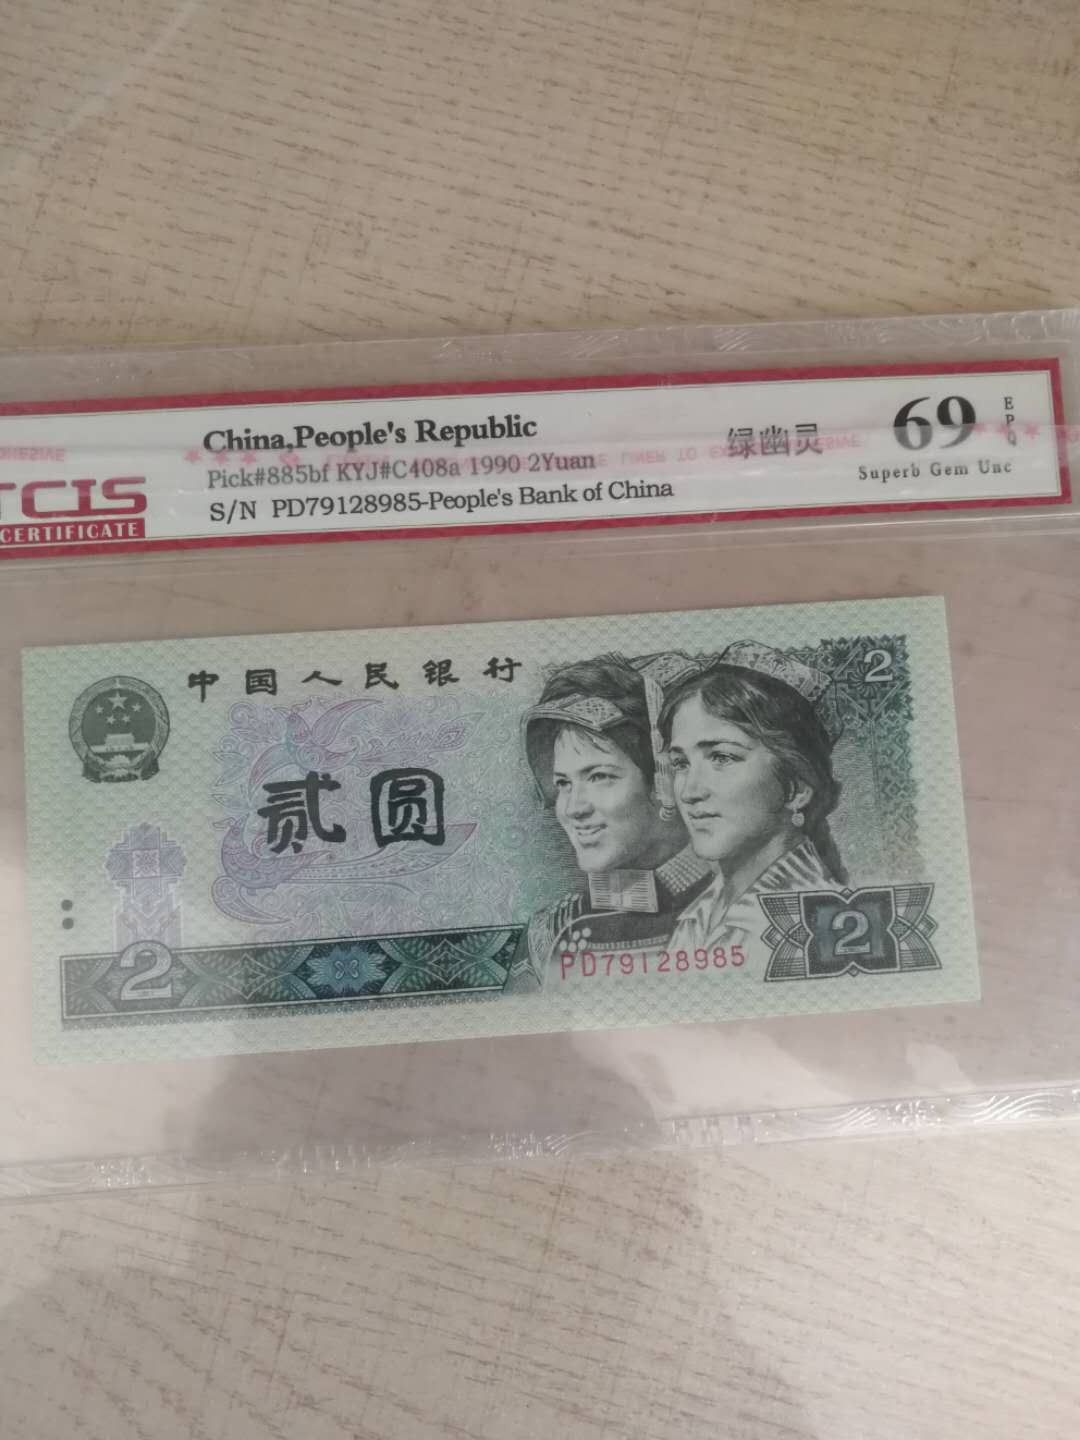 China,People's Republic
绿幽灵
69
EPQ
Pick#885bf KYJ#C408a 1990 2Yuan
Superb Gem Unc
S/N PD79128985-People's Bank of China
TCIS
CERTIFICATE
中国人民银行
2
贰圆
2
PD79128985
2